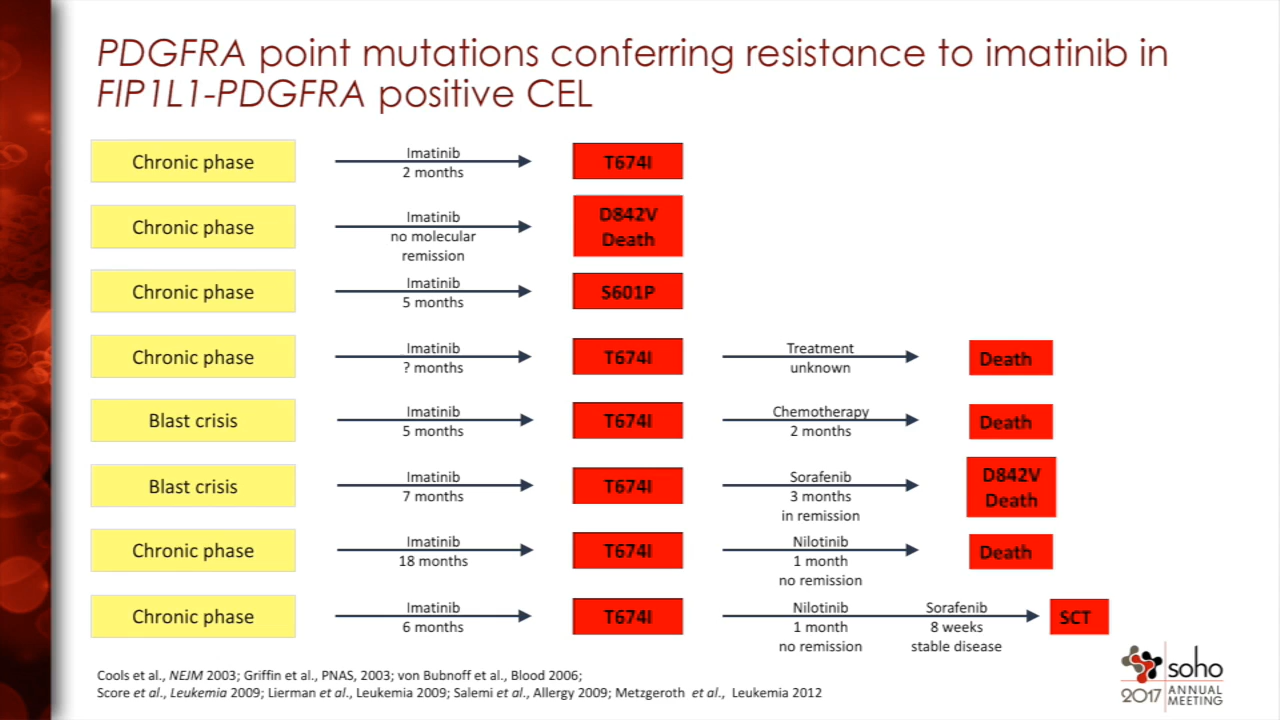 PDGFRA point mutations conferring resistance to imatinib in
FIP1L1-PDGFRA positive CEL
Chronic phase
Imatinib
2 months
T674I
Chronic phase
Imatinib
no molecular
remission
D842V
Death
Chronic phase
Imatinib
5 months
S601P
Chronic phase
Imatinib
? months
T674I
Treatment
unknown
Death
Blast crisis
Imatinib
5 months
T674I
Chemotherapy
2 months
Death
Blast crisis
Imatinib
7 months
T674I
Sorafenib
3 months
in remission
D842V
Death
Chronic phase
Imatinib
18 months
T674I
Nilotinib
1 month
no remission
Death
Chronic phase
Imatinib
6 months
T674I
Nilotinib
1 month
no remission
Sorafenib
8 weeks
stable disease
SCT
Cools et al., NEJM 2003; Griffin et al., PNAS, 2003; von Bubnoff et al., Blood 2006;
Score et al., Leukemia 2009; Lierman et al., Leukemia 2009; Salemi et al., Allergy 2009; Metzgeroth et al., Leukemia 2012
soho
2017 ANNUAL
MEETING